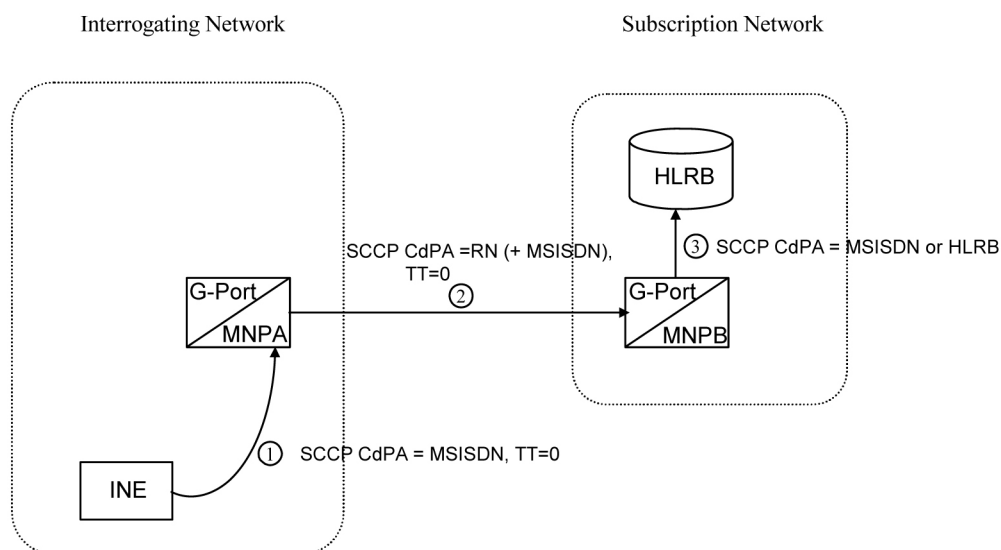 Interrogating Network
Subscription Network
HLRB
SCCP CdPA =RN (+ MSISDN),
TT=0
2
3 SCCP CdPA = MSISDN or HLRB
G-Port
MNPA
G-Port
MNPB
1 SCCP CdPA = MSISDN, TT=0
INE